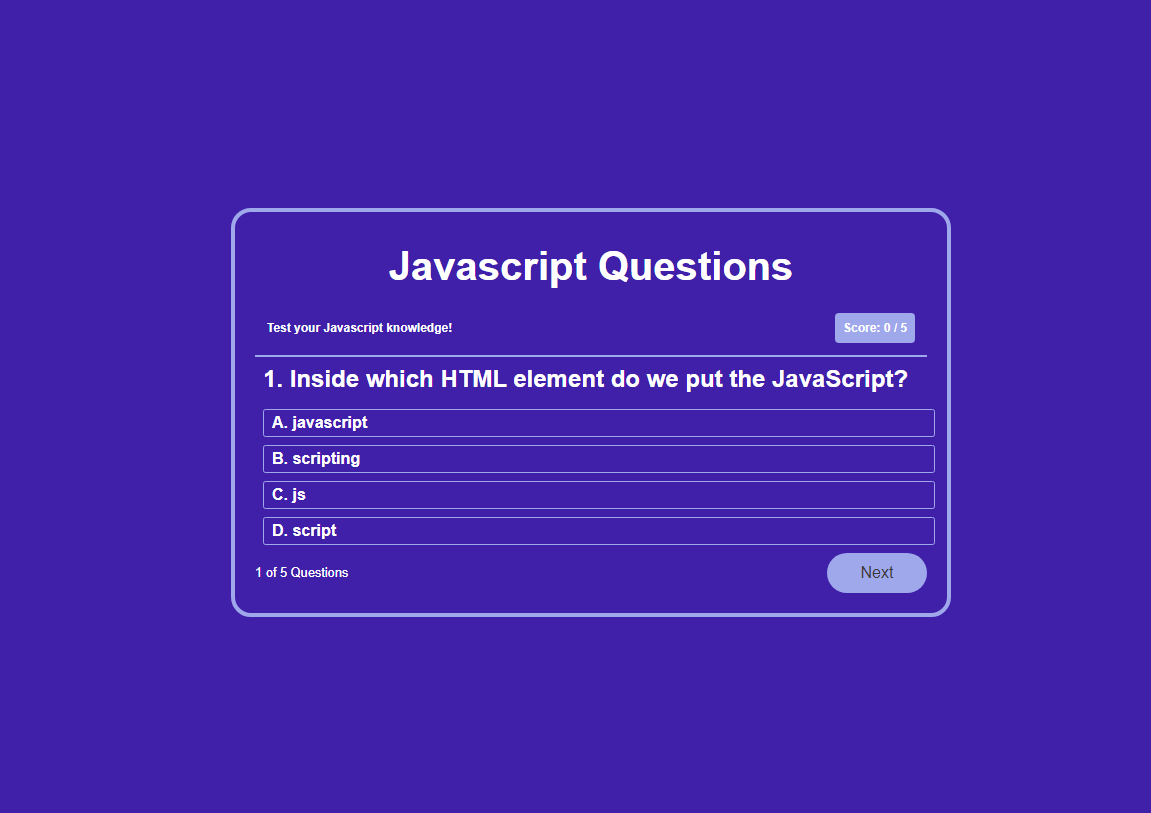 Javascript Questions
Test your Javascript knowledge!
Score: 0 / 5
1. Inside which HTML element do we put the JavaScript?
A. javascript
B. scripting
C. js
D. script
1 of 5 Questions
Next